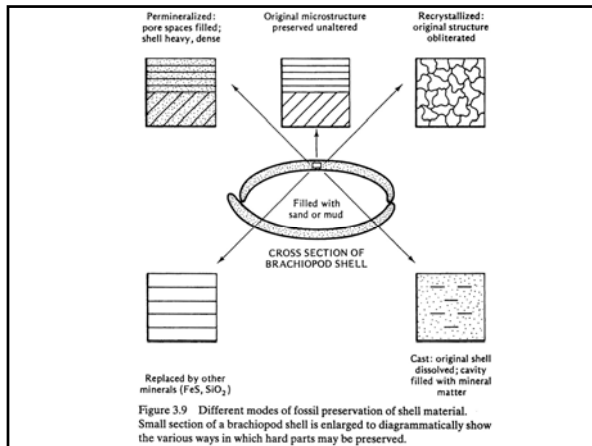 Permineralized:
pore spaces filled;
shell heavy, dense
Original microstructure
preserved unaltered
Recrystallized:
original structure
obliterated
Filled with
sand or mud
CROSS SECTION OF
BRACHIOPOD SHELL
Replaced by other
minerals (FeS, SiO₂)
Cast: original shell
dissolved; cavity
filled with mineral
matter
Figure 3.9 Different modes of fossil preservation of shell material.
Small section of a brachiopod shell is enlarged to diagrammatically show
the various ways in which hard parts may be preserved.